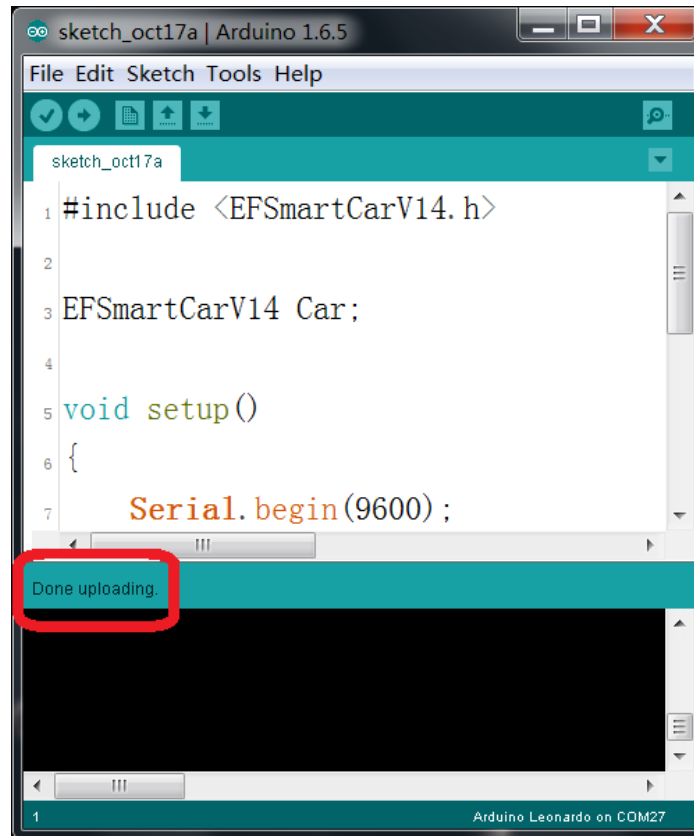 sketch_oct17a | Arduino 1.6.5
File Edit Sketch Tools Help
sketch_oct17a
1 #include <EFSmartCarV14.h>
2
3 EFSmartCarV14 Car;
4
5 void setup()
6 {
7 Serial.begin(9600);
Done uploading.
1 Arduino Leonardo on COM27